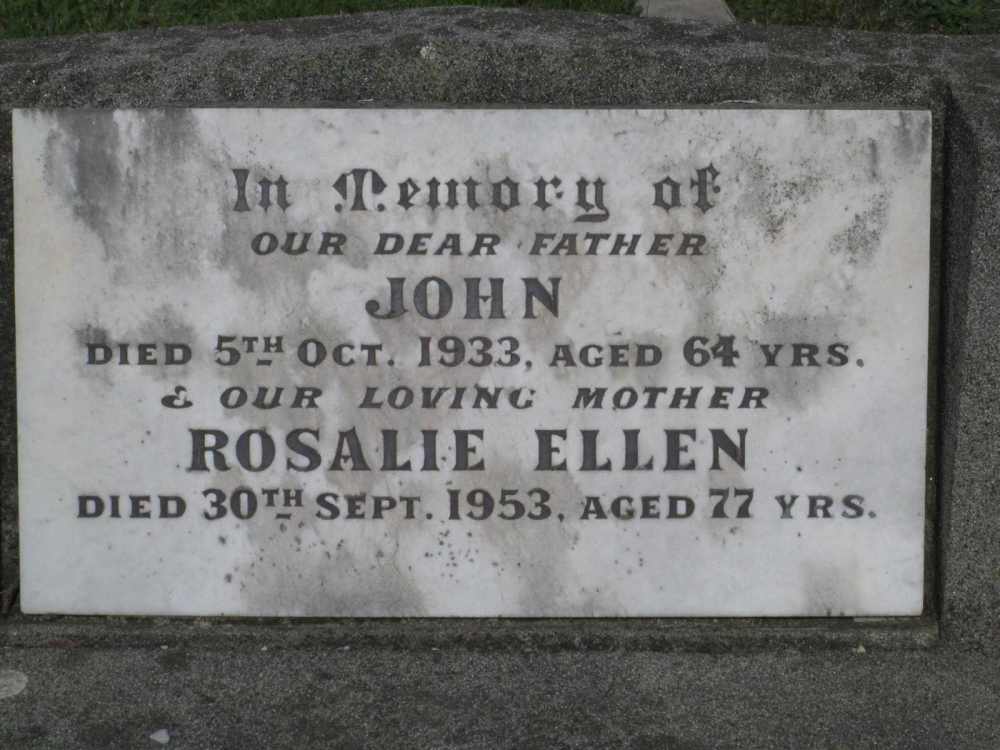 In Memory of
OUR DEAR FATHER
JOHN
DIED 5TH OCT. 1933, AGED 64 YRS.
& OUR LOVING MOTHER
ROSALIE ELLEN
DIED 30TH SEPT. 1953, AGED 77 YRS.